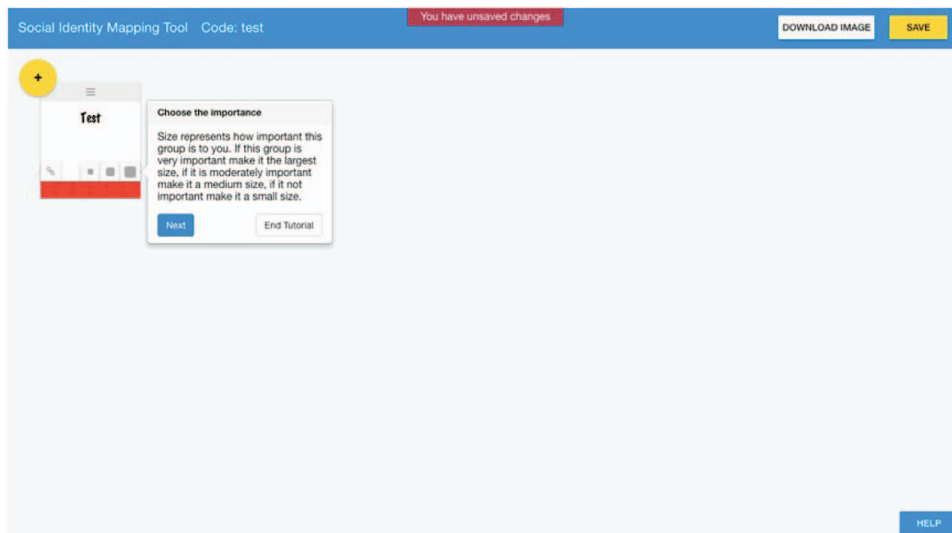 You have unsaved changes
Social Identity Mapping Tool Code: test
DOWNLOAD IMAGE
SAVE
+
Test
Choose the importance
Size represents how important this
group is to you. If this group is
very important make it the largest
size, if it is moderately important
make it a medium size, if it not
important make it a small size.
Next
End Tutorial
HELP